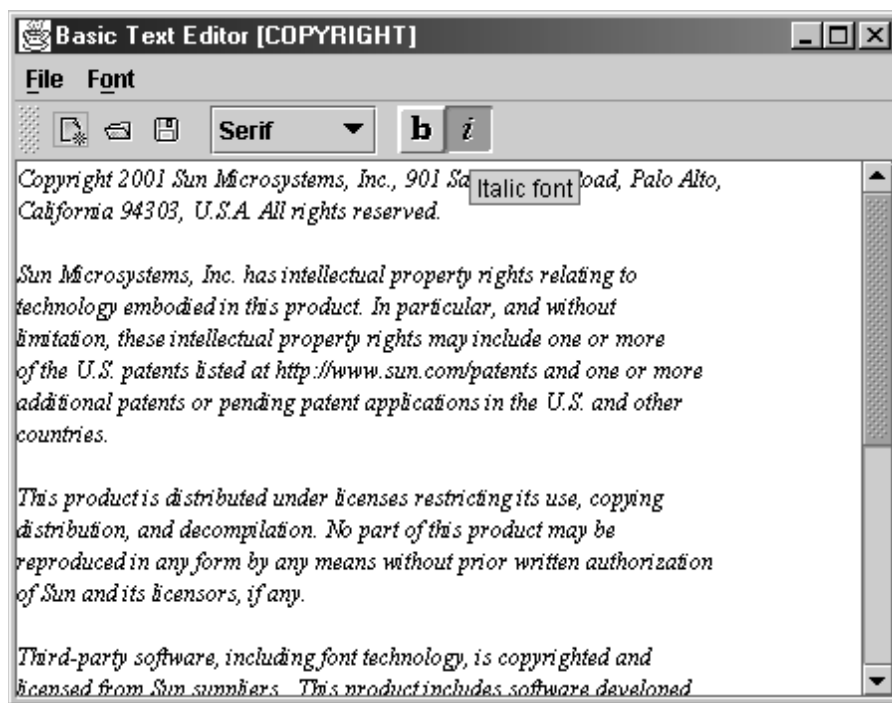 Basic Text Editor [COPYRIGHT]
File Font
Serif b i
Copyright 2001 Sun Microsystems, Inc., 901 Sa Italic font oad, Palo Alto,
California 94303, U.S.A. All rights reserved.
Sun Microsystems, Inc. has intellectual property rights relating to
technology embodied in this product. In particular, and without
limitation, these intellectual property rights may include one or more
of the U.S. patents listed at http://www.sun.com/patents and one or more
additional patents or pending patent applications in the U.S. and other
countries.
This product is distributed under licenses restricting its use, copying
distribution, and decompilation. No part of this product may be
reproduced in any form by any means without prior written authorization
of Sun and its licensors, if any.
Third-party software, including font technology, is copyrighted and
licensed from Sun suppliers. This product includes software developed